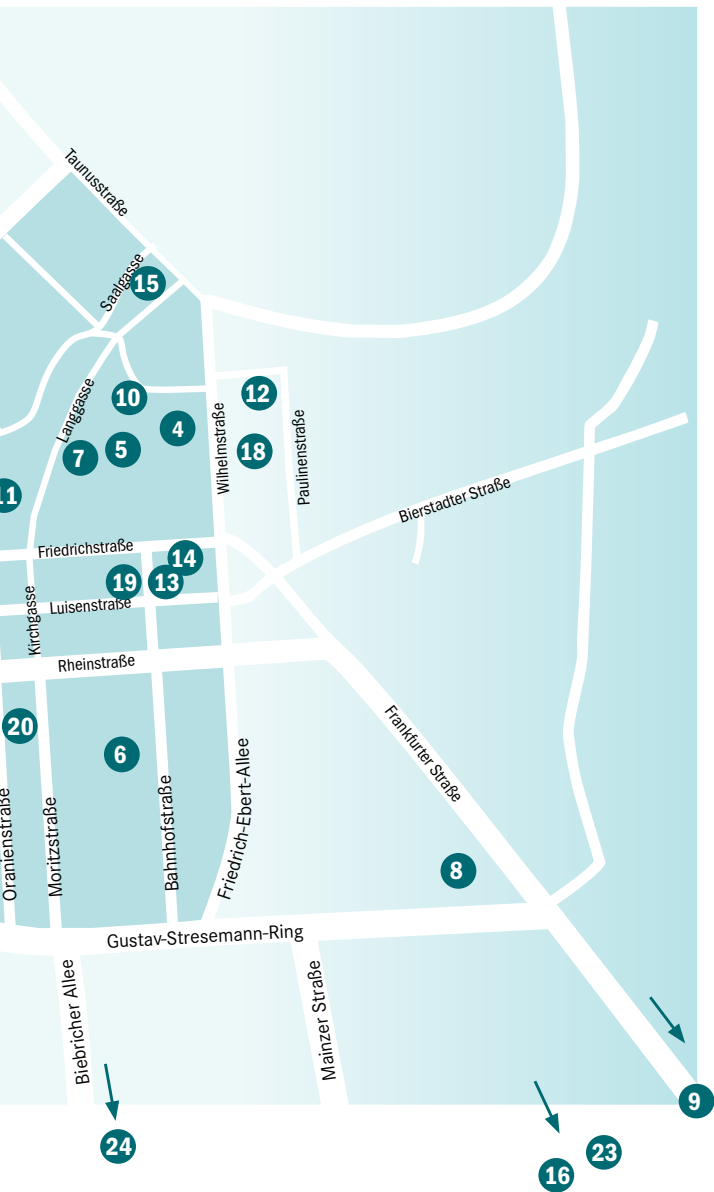 Taunusstraße
Saalgasse
15
Langgasse
10
12
4
7
5
18
Wilhelmstraße
Paulinenstraße
11
Bierstadter Straße
Friedrichstraße
14
19
13
Kirchgasse
Luisenstraße
Rheinstraße
20
6
Frankfurter Straße
Oranienstraße
Moritzstraße
Bahnhofstraße
Friedrich-Ebert-Allee
8
Gustav-Stresemann-Ring
Biebricher Allee
Mainzer Straße
9
24
23
16